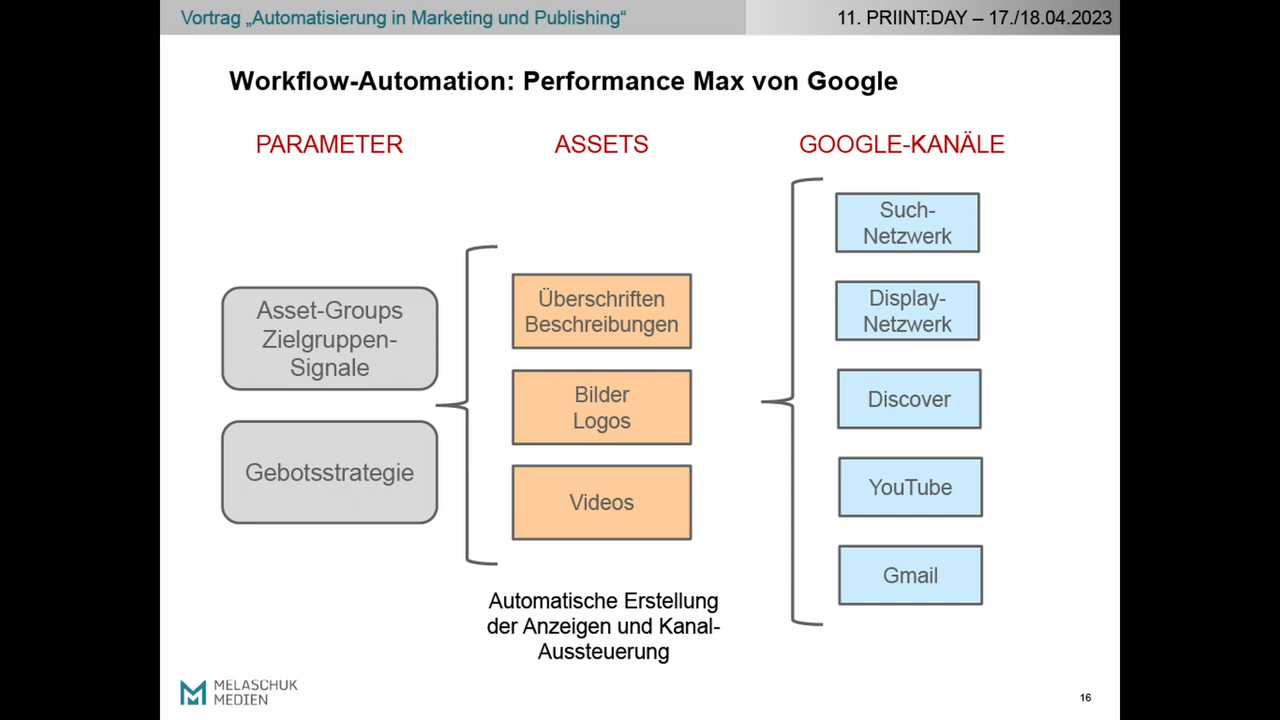 Vortrag „Automatisierung in Marketing und Publishing“
11. PRIINT:DAY – 17./18.04.2023
Workflow-Automation: Performance Max von Google
PARAMETER
ASSETS
GOOGLE-KANÄLE
Asset-Groups
Zielgruppen-
Signale
Gebotsstrategie
Überschriften
Beschreibungen
Bilder
Logos
Videos
Automatische Erstellung
der Anzeigen und Kanal-
Aussteuerung
Such-
Netzwerk
Display-
Netzwerk
Discover
YouTube
Gmail
MELASCHUK
MEDIEN
16